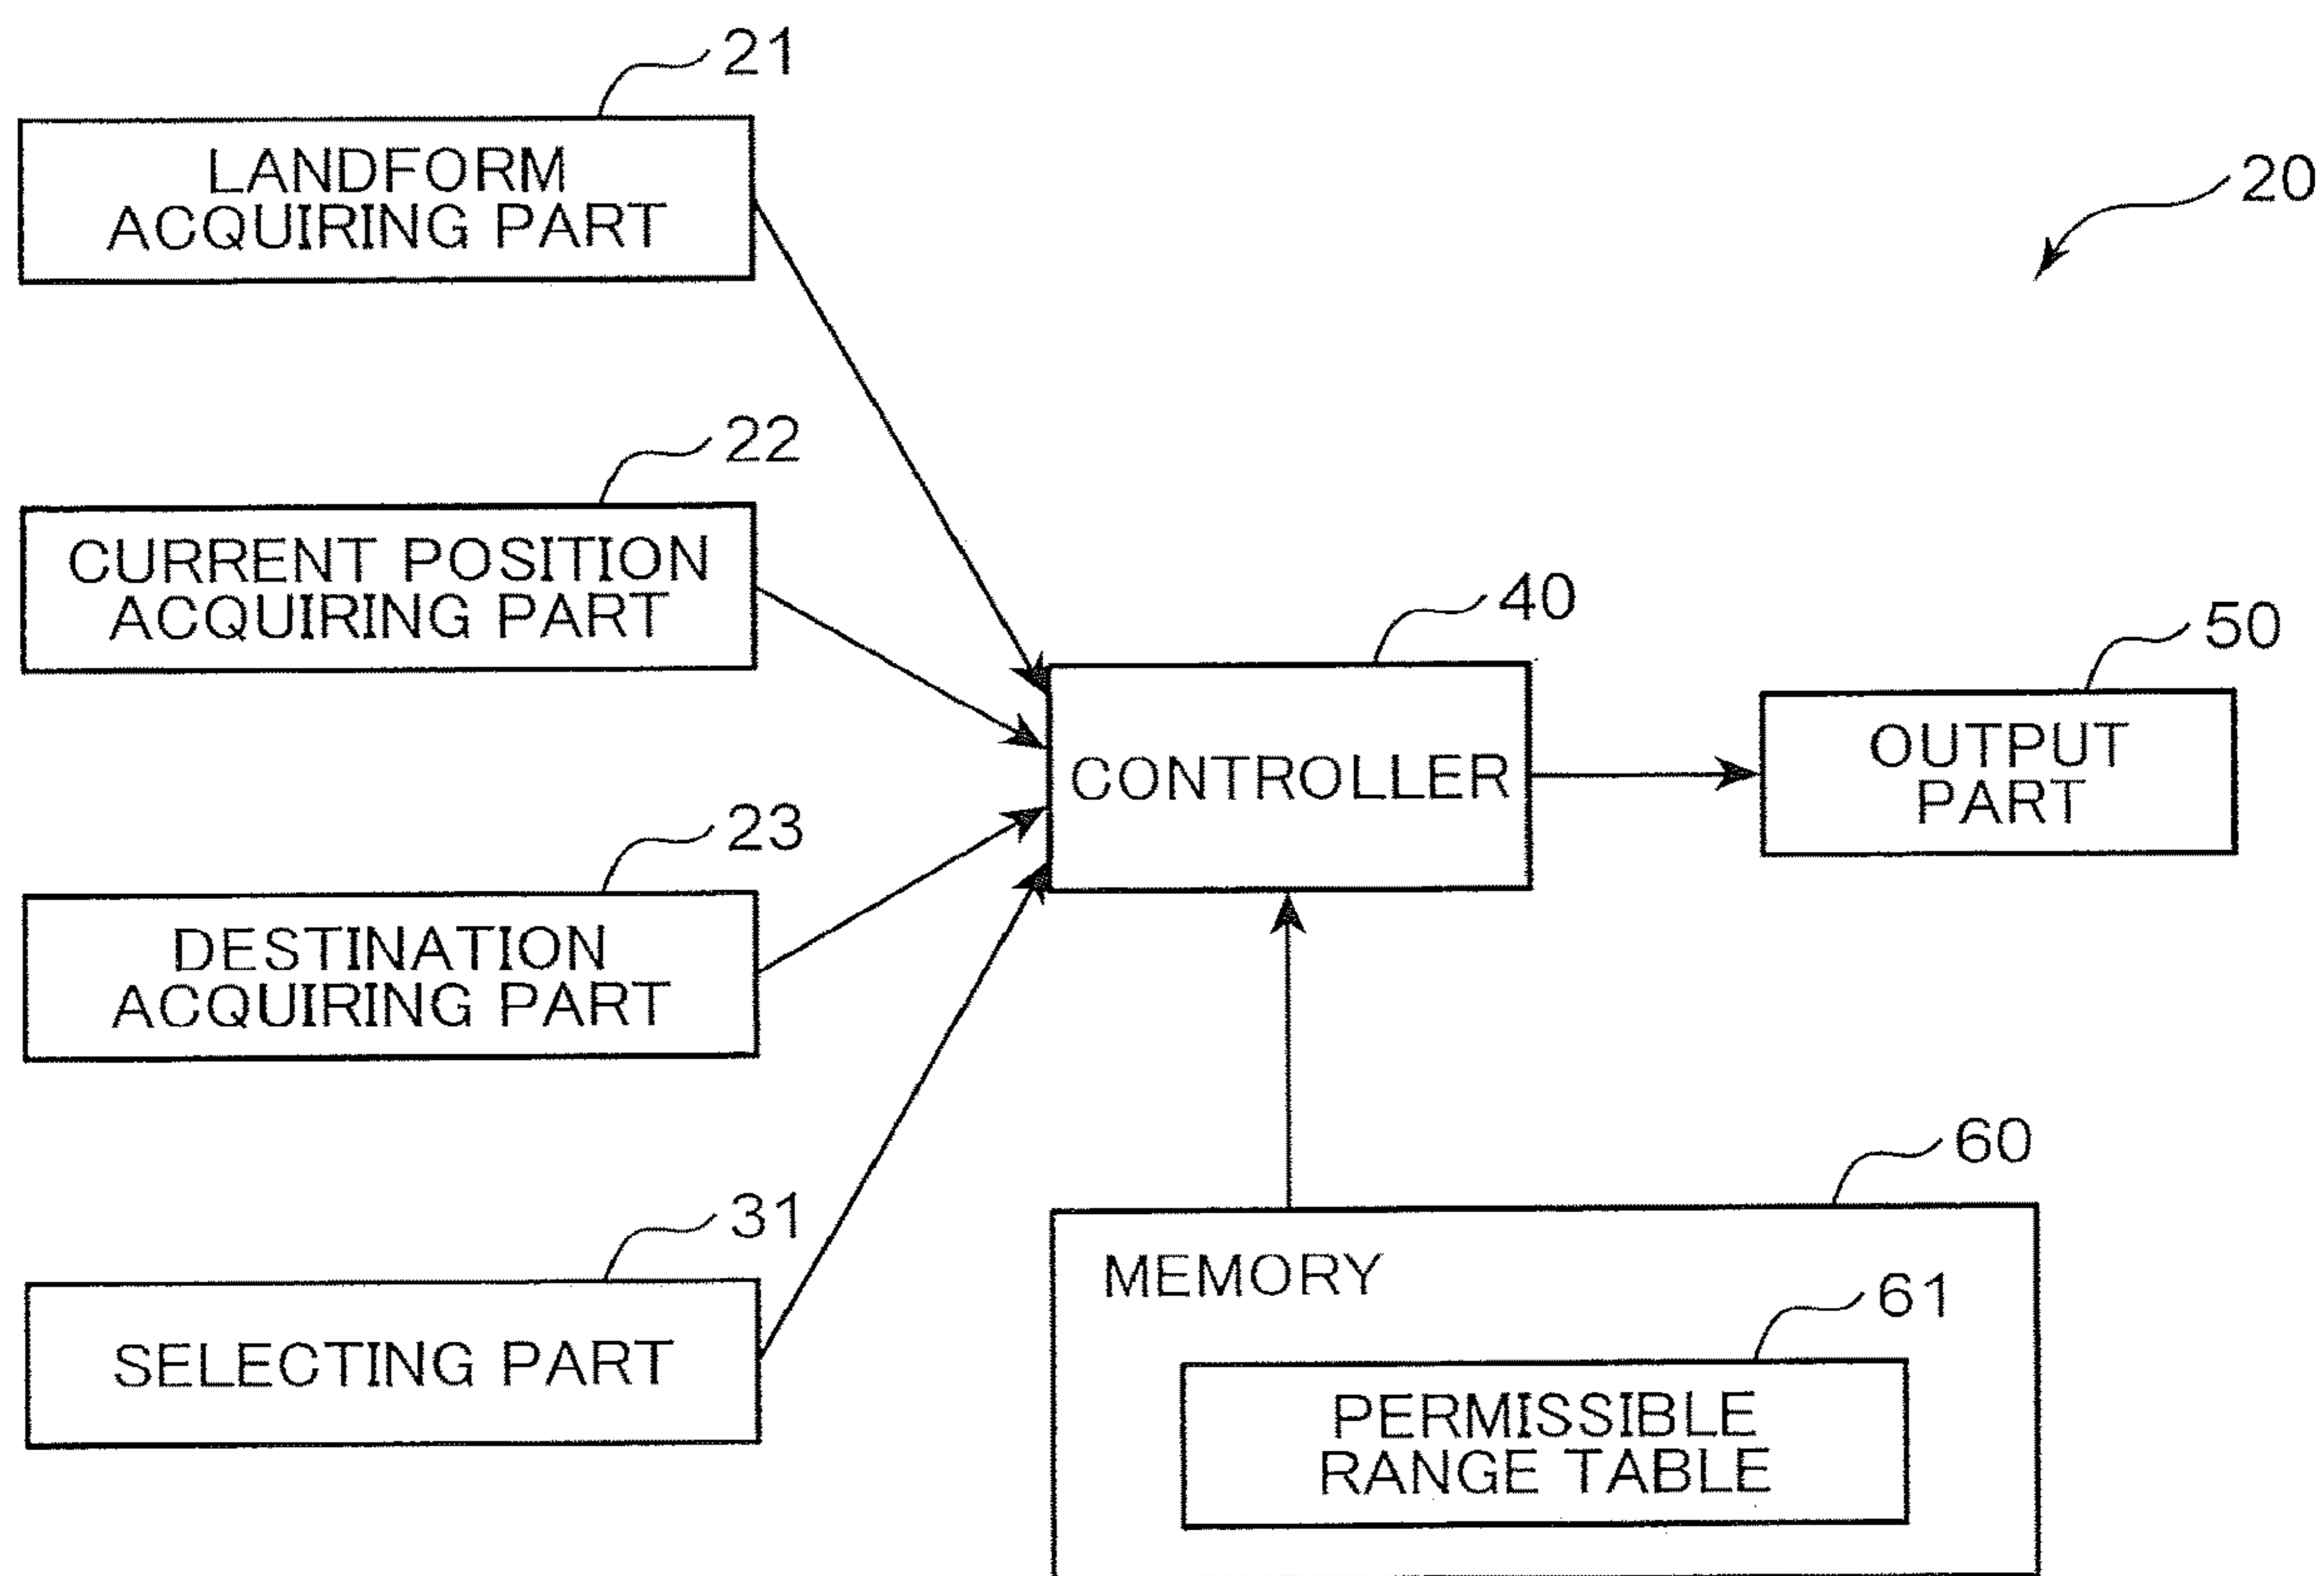 21
LANDFORM
ACQUIRING PART
20
22
CURRENT POSITION
ACQUIRING PART
40
CONTROLLER
50
OUTPUT
PART
23
DESTINATION
ACQUIRING PART
31
SELECTING PART
60
MEMORY
61
PERMISSIBLE
RANGE TABLE